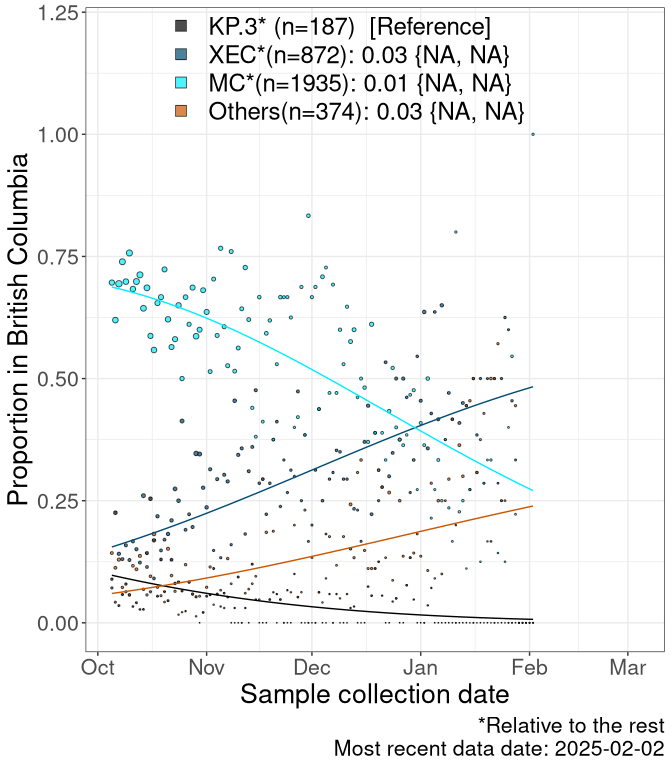 KP.3* (n=187) [Reference]
XEC*(n=872): 0.03 {NA, NA}
MC*(n=1935): 0.01 {NA, NA}
Others(n=374): 0.03 {NA, NA}
Proportion in British Columbia
1.25
1.00
0.75
0.50
0.25
0.00
Oct Nov Dec Jan Feb Mar
Sample collection date
*Relative to the rest
Most recent data date: 2025-02-02